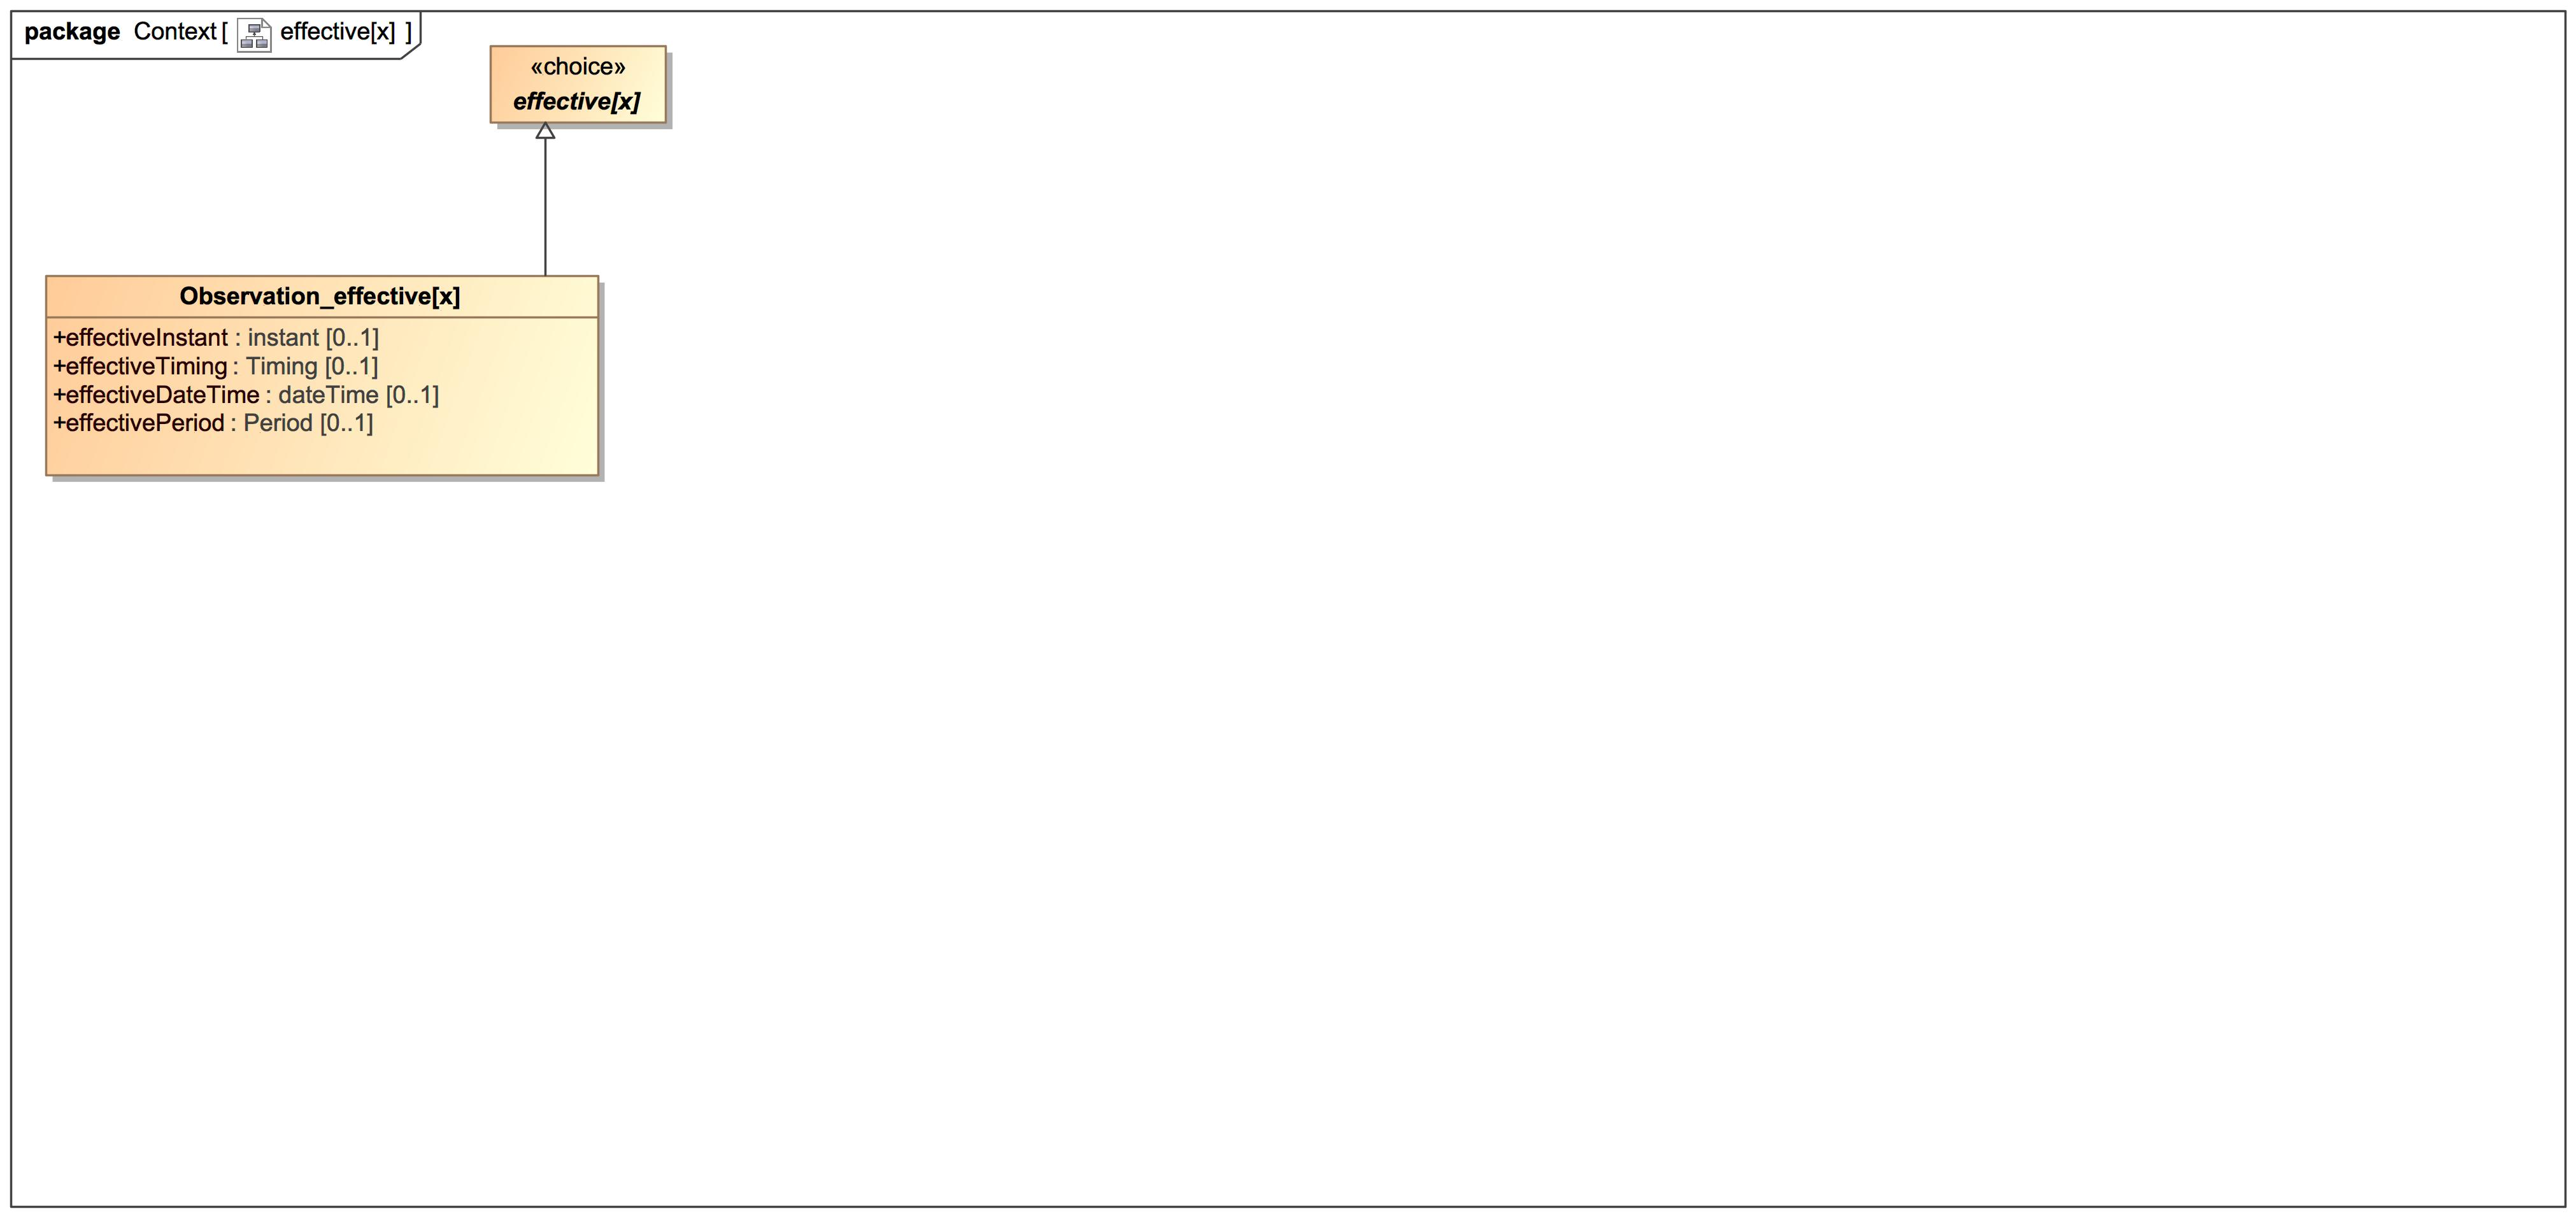 package Context [ effective[x] ]
«choice»
effective[x]
Observation_effective[x]
+effectiveInstant : instant [0..1]
+effectiveTiming : Timing [0..1]
+effectiveDateTime : dateTime [0..1]
+effectivePeriod : Period [0..1]